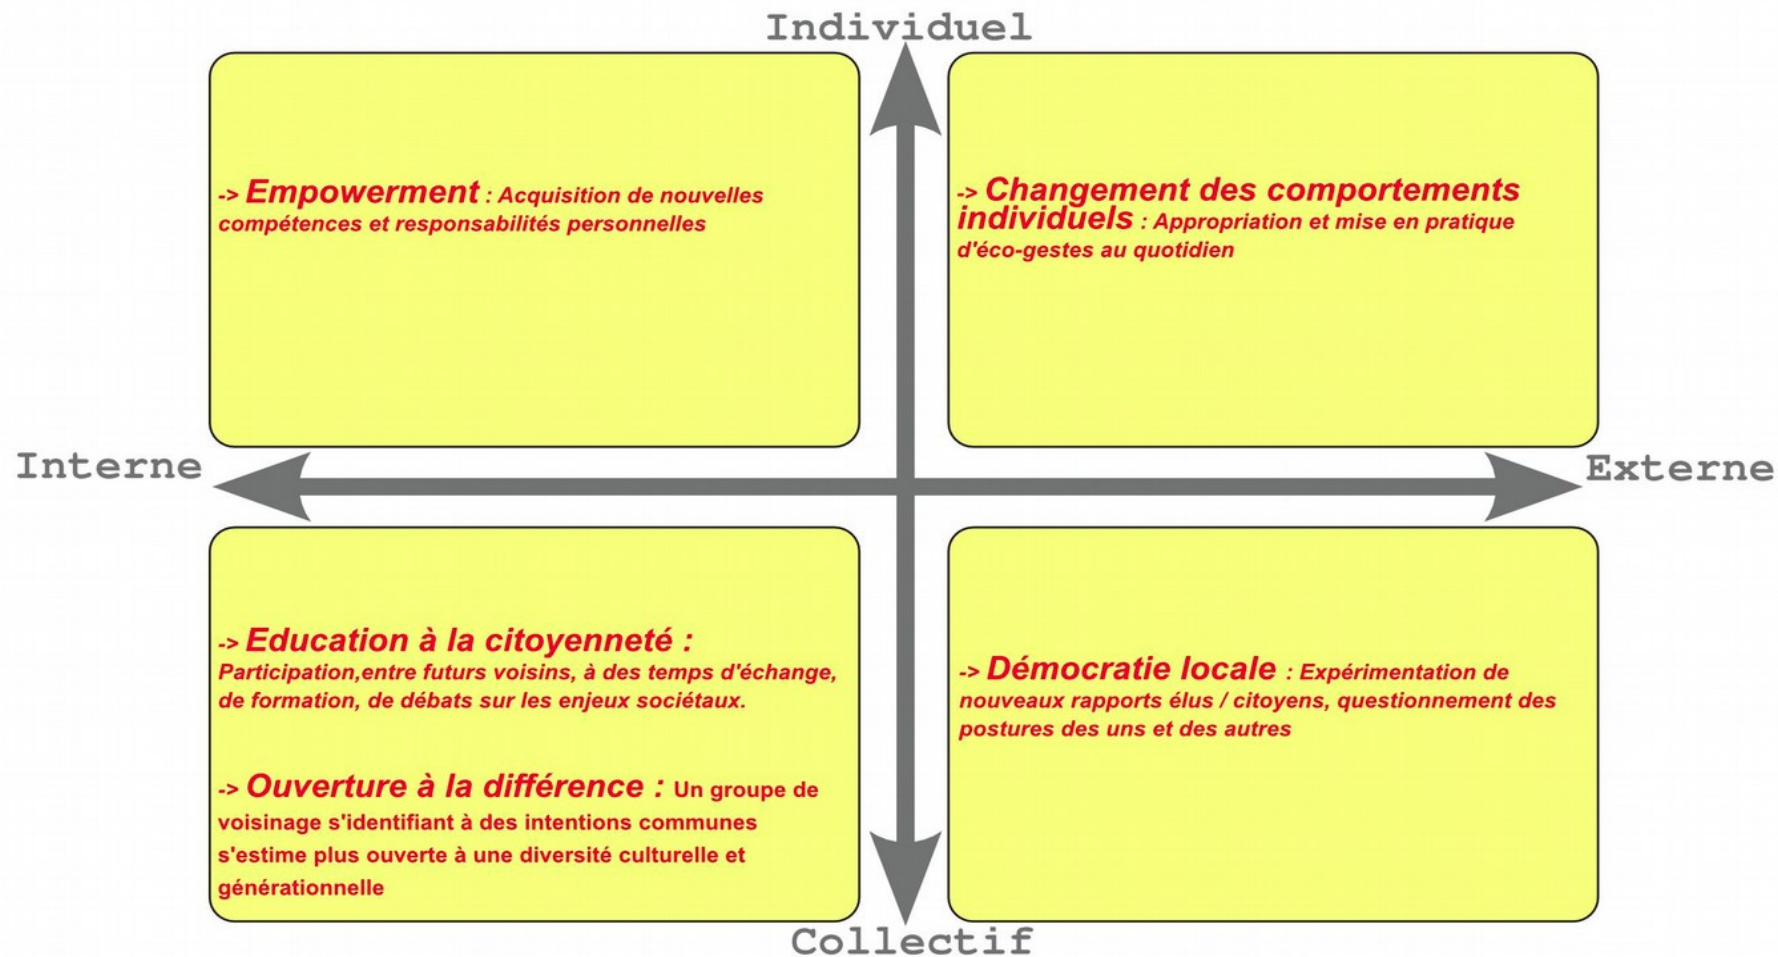 Individuel
-> Empowerment : Acquisition de nouvelles
compétences et responsabilités personnelles
-> Changement des comportements
individuels : Appropriation et mise en pratique
d'éco-gestes au quotidien
Interne
Externe
-> Education à la citoyenneté :
Participation,entre futurs voisins, à des temps d'échange,
de formation, de débats sur les enjeux sociétaux.
-> Ouverture à la différence : Un groupe de
voisinage s'identifiant à des intentions communes
s'estime plus ouverte à une diversité culturelle et
générationnelle
-> Démocratie locale : Expérimentation de
nouveaux rapports élus / citoyens, questionnement des
postures des uns et des autres
Collectif